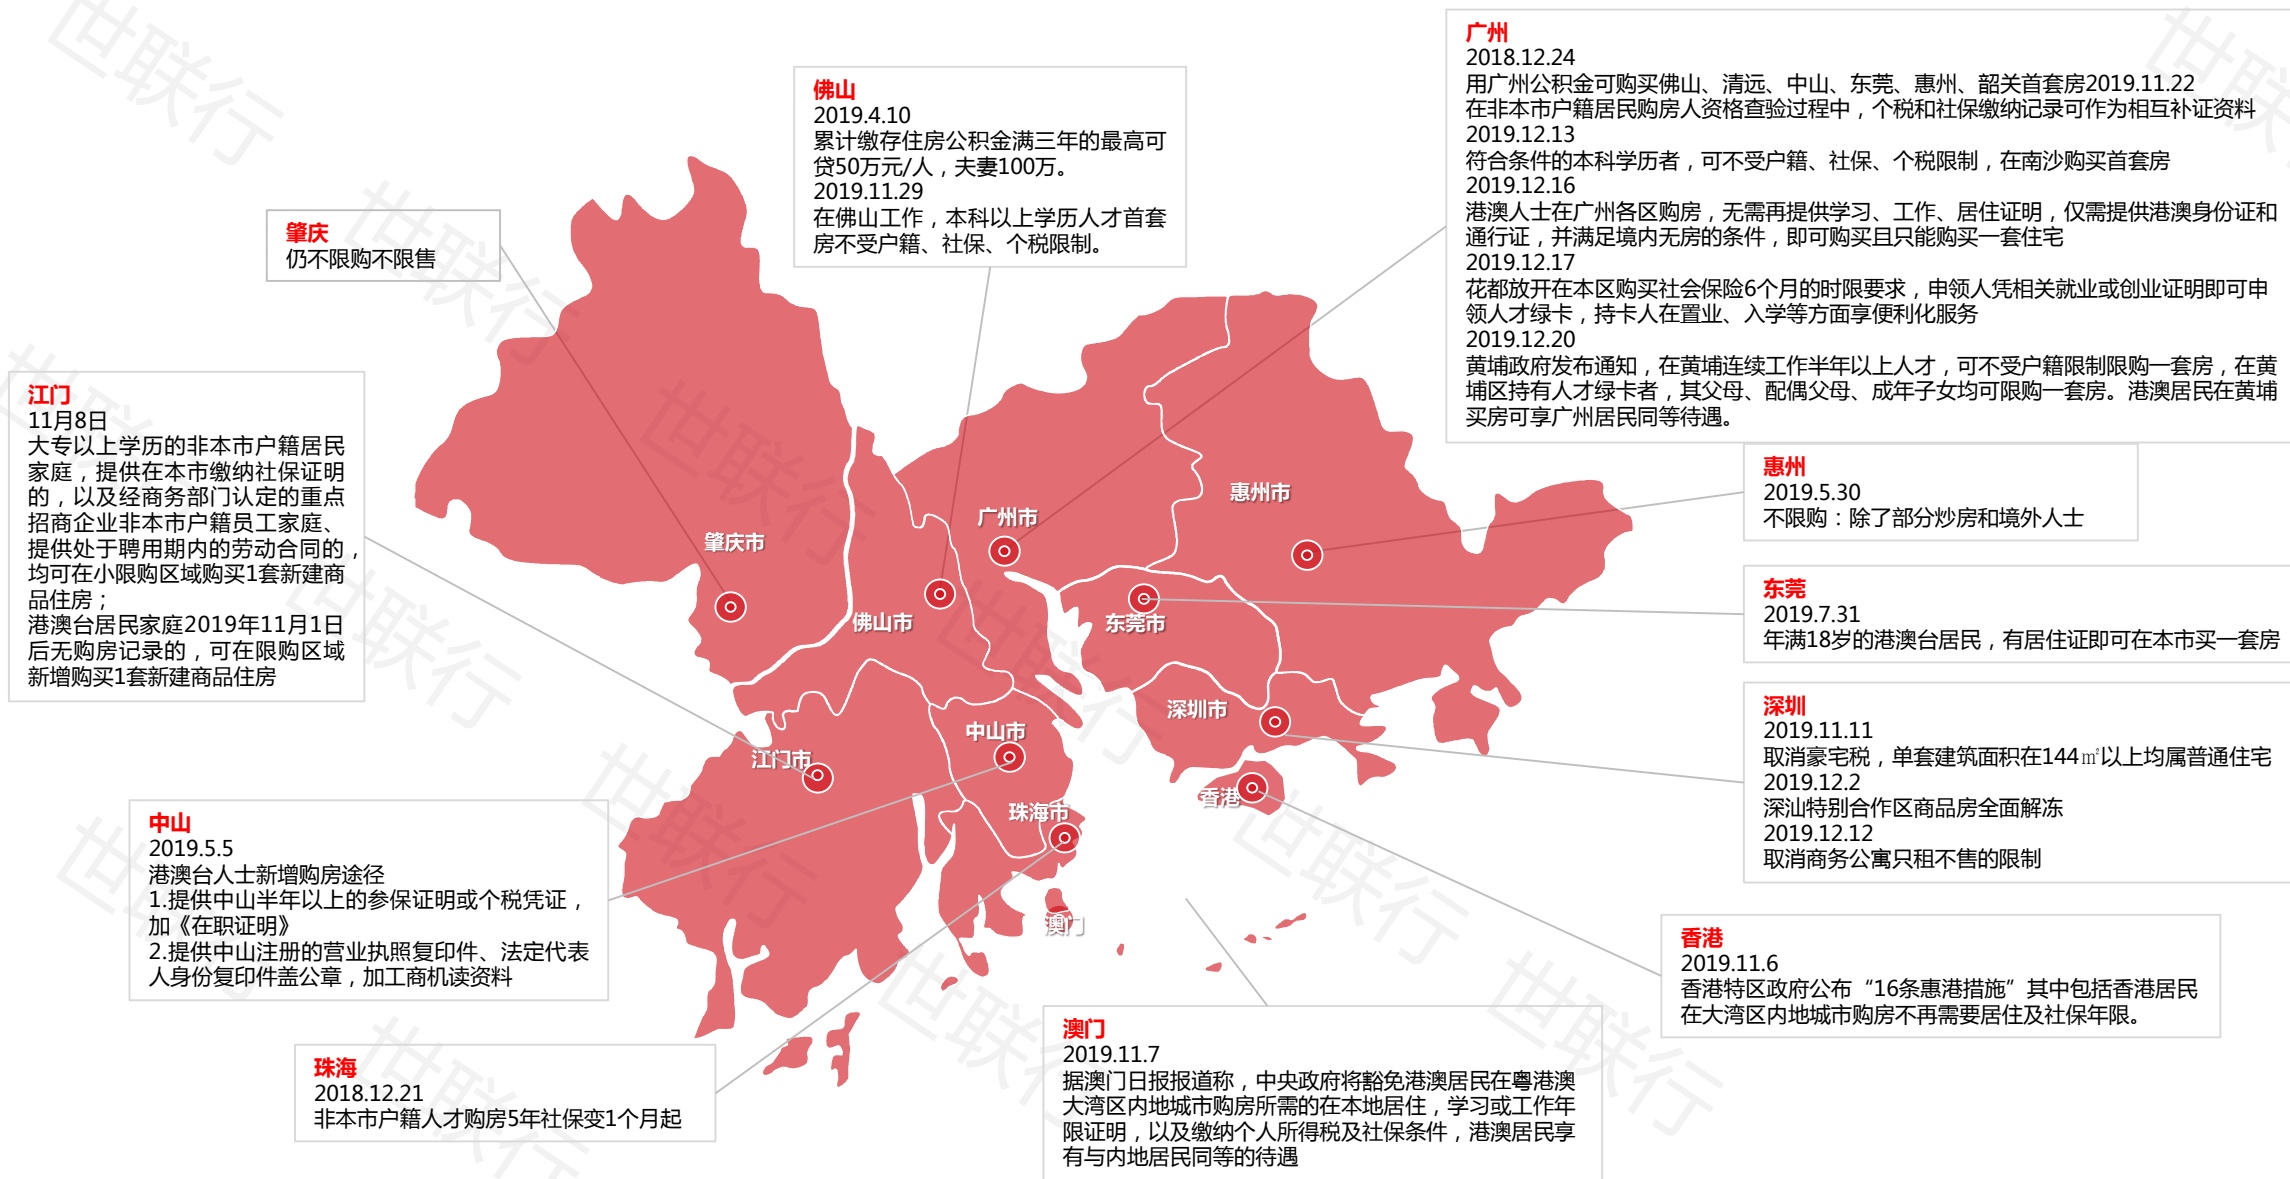 广州
2018.12.24
用广州公积金可购买佛山、清远、中山、东莞、惠州、韶关首套房2019.11.22
在非本市户籍居民购房人资格查验过程中，个税和社保缴纳记录可作为相互补证资料
2019.12.13
符合条件的本科学历者，可不受户籍、社保、个税限制，在南沙购买首套房
2019.12.16
港澳人士在广州各区购房，无需再提供学习、工作、居住证明，仅需提供港澳身份证和
通行证，并满足境内无房的条件，即可购买且只能购买一套住宅
2019.12.17
花都放开在本区购买社会保险6个月的时限要求，申领人凭相关就业或创业证明即可申
领人才绿卡，持卡人在置业、入学等方面享便利化服务
2019.12.20
黄埔政府发布通知，在黄埔连续工作半年以上人才，可不受户籍限制限购一套房，在黄
埔区持有人才绿卡者，其父母、配偶父母、成年子女均可限购一套房。港澳居民在黄埔
买房可享广州居民同等待遇。
佛山
2019.4.10
累计缴存住房公积金满三年的最高可
贷50万元/人，夫妻100万。
2019.11.29
在佛山工作，本科以上学历人才首套
房不受户籍、社保、个税限制。
肇庆
仍不限购不限售
江门
11月8日
大专以上学历的非本市户籍居民
家庭，提供在本市缴纳社保证明
的，以及经商务部门认定的重点
招商企业非本市户籍员工家庭、
提供处于聘用期内的劳动合同的，
均可在小限购区域购买1套新建商
品住房；
港澳台居民家庭2019年11月1日
后无购房记录的，可在限购区域
新增购买1套新建商品住房
惠州
2019.5.30
不限购：除了部分炒房和境外人士
东莞
2019.7.31
年满18岁的港澳台居民，有居住证即可在本市买一套房
深圳
2019.11.11
取消豪宅税，单套建筑面积在144㎡以上均属普通住宅
2019.12.2
深汕特别合作区商品房全面解冻
2019.12.12
取消商务公寓只租不售的限制
惠州市
广州市
肇庆市
佛山市
东莞市
深圳市
中山市
江门市
香港
珠海市
澳门
中山
2019.5.5
港澳台人士新增购房途径
1.提供中山半年以上的参保证明或个税凭证，
加《在职证明》
2.提供中山注册的营业执照复印件、法定代表
人身份复印件盖公章，加工商机读资料
香港
2019.11.6
香港特区政府公布“16条惠港措施”其中包括香港居民
在大湾区内地城市购房不再需要居住及社保年限。
澳门
2019.11.7
据澳门日报报道称，中央政府将豁免港澳居民在粤港澳
大湾区内地城市购房所需的在本地居住，学习或工作年
限证明，以及缴纳个人所得税及社保条件，港澳居民享
有与内地居民同等的待遇
珠海
2018.12.21
非本市户籍人才购房5年社保变1个月起
世联行
世联行
世联行
世联行
世联行
世联行
世联行
世联行
世联行
世联行
世联行
世联行
世联行
世联行